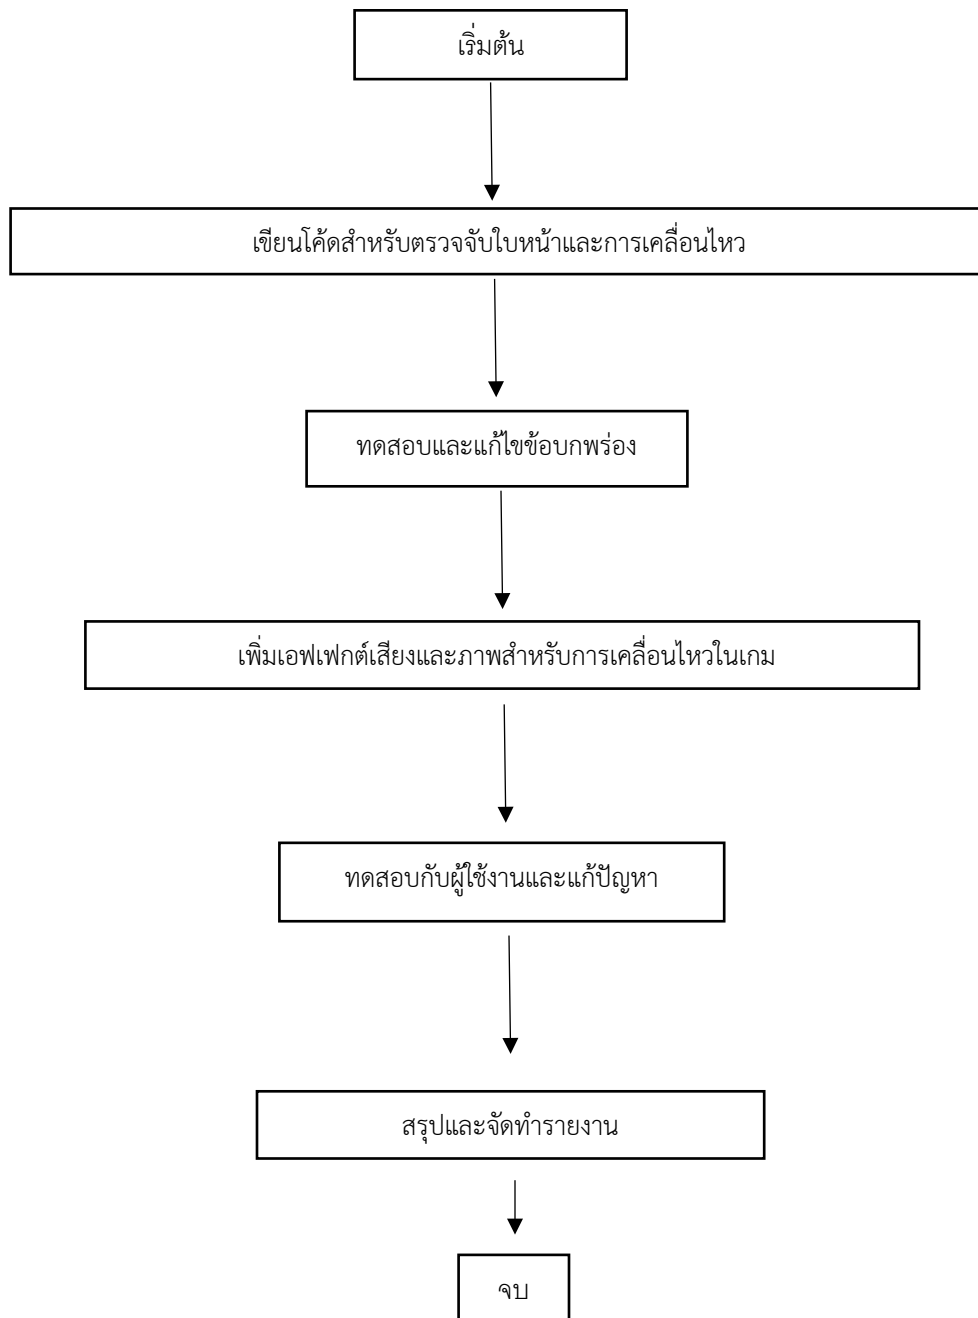 เริ่มต้น
เขียนโค้ดสำหรับตรวจจับใบหน้าและการเคลื่อนไหว
ทดสอบและแก้ไขข้อบกพร่อง
เพิ่มเอฟเฟกต์เสียงและภาพสำหรับการเคลื่อนไหวในเกม
ทดสอบกับผู้ใช้งานและแก้ปัญหา
สรุปและจัดทำรายงาน
จบ